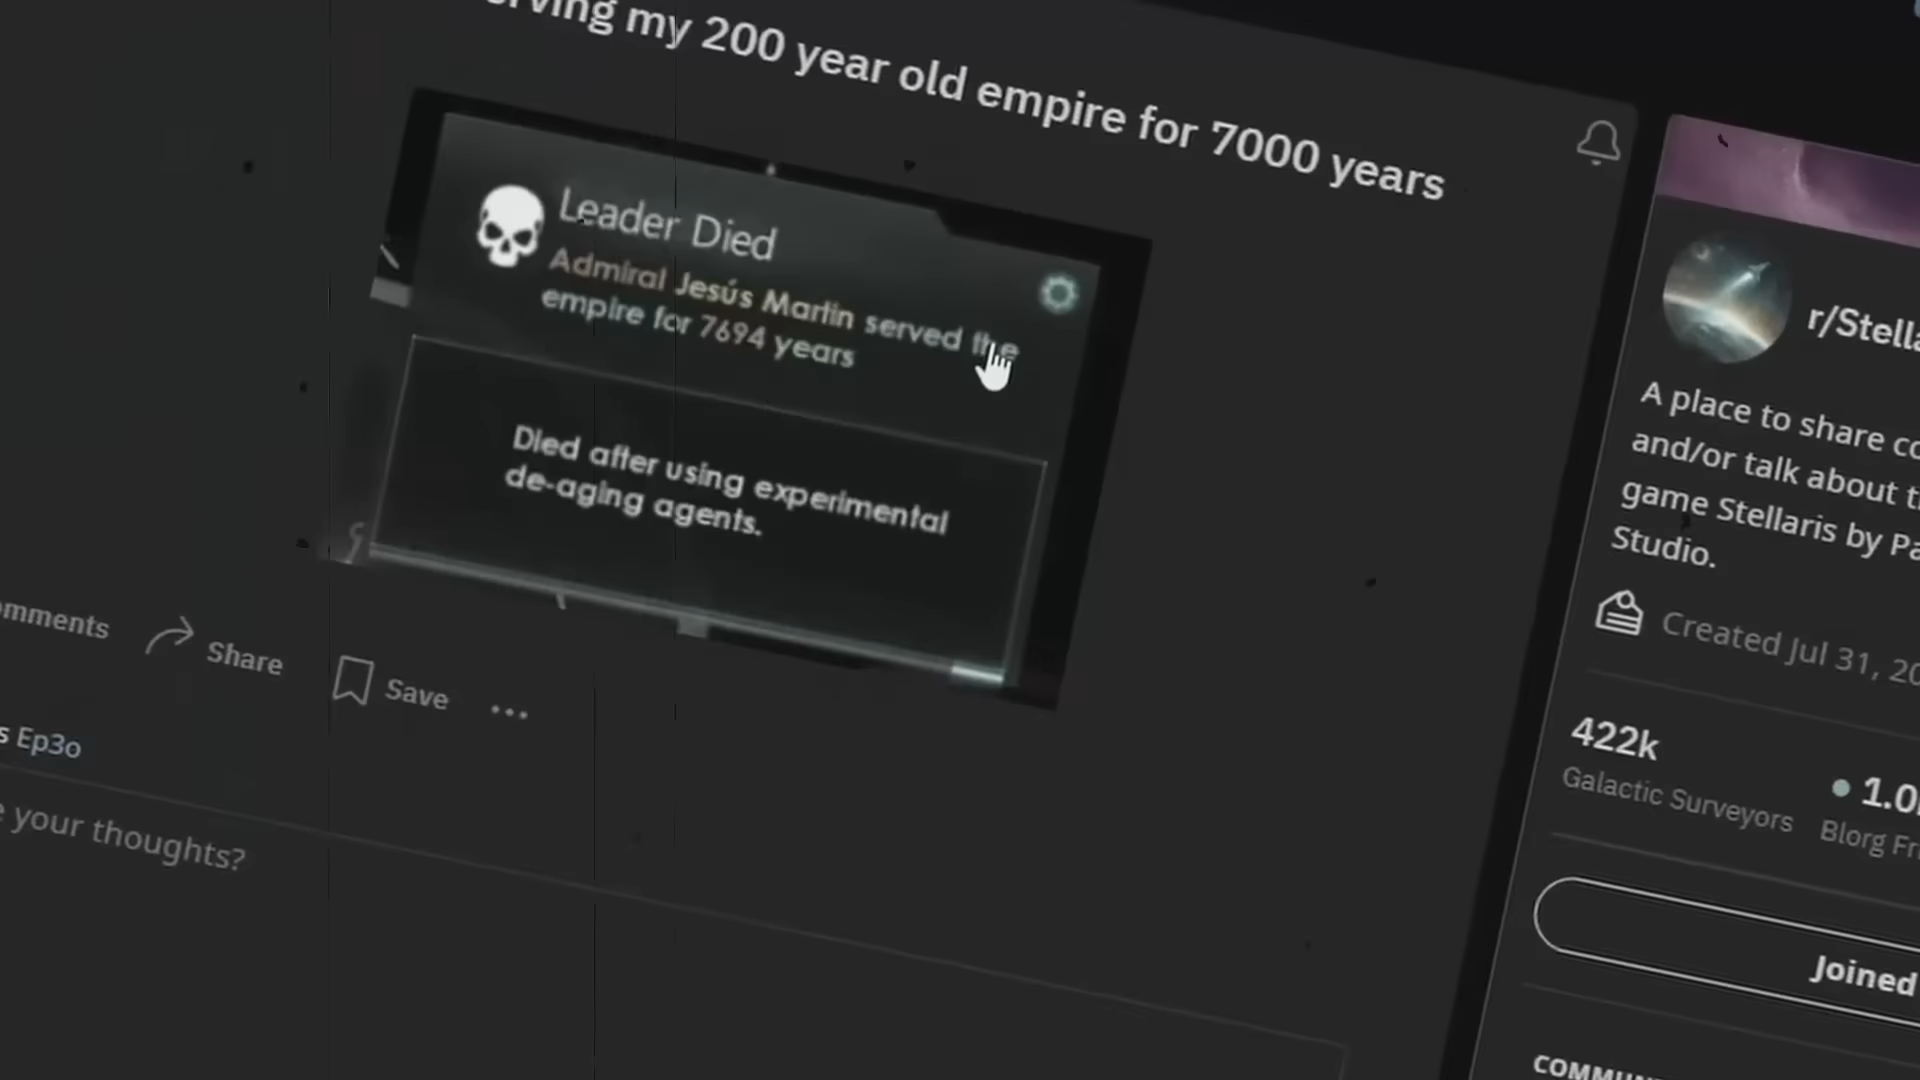 my 200 year old empire for 7000 years
Leader Died
Admiral Jesús Martin served the
empire for 7694 years
Died after using experimental
de-aging agents.
Share
Save
Ep3o
your thoughts?
A place to share
and/or talk about
game Stellaris by
Studio.
Created Jul 31,
422k
Galactic Surveyors
Blorg
Joined